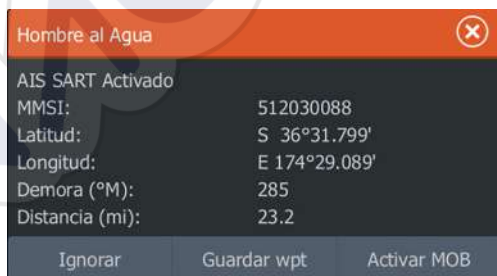 Hombre al Agua
AIS SART Activado
MMSI: 512030088
Latitud: S 36°31.799'
Longitud: E 174°29.089'
Demora (°M): 285
Distancia (mi): 23.2
Ignorar Guardar wpt Activar MOB